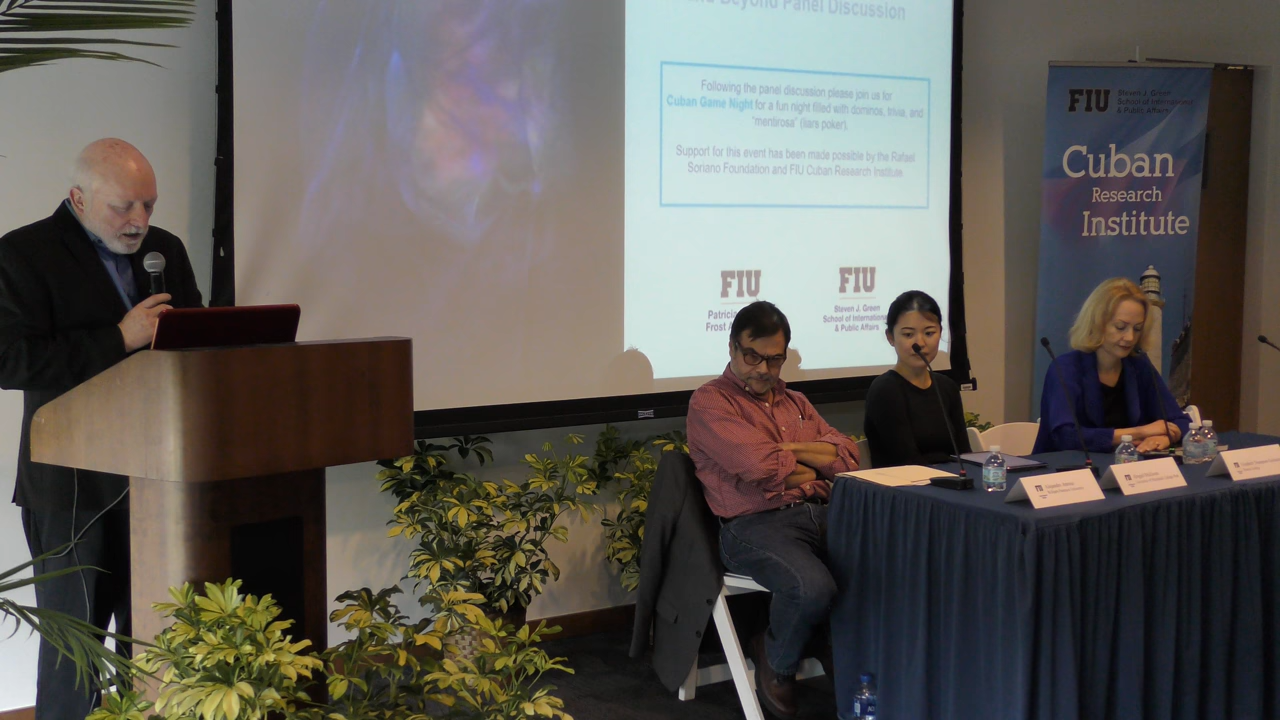 Beyond Panel Discussion
Following the panel discussion please join us for
Cuban Game Night for a fun night filled with dominos, trivia, and
"mentirosa" (liars poker).
Support for this event has been made possible by the Rafael
Soriano Foundation and FIU Cuban Research Institute.
FIU
Patricia
Frost
FIU
Steven J. Green
School of International
& Public Affairs
FIU
Steven J. Green
School of International
& Public Affairs
Cuban
Research
Institute